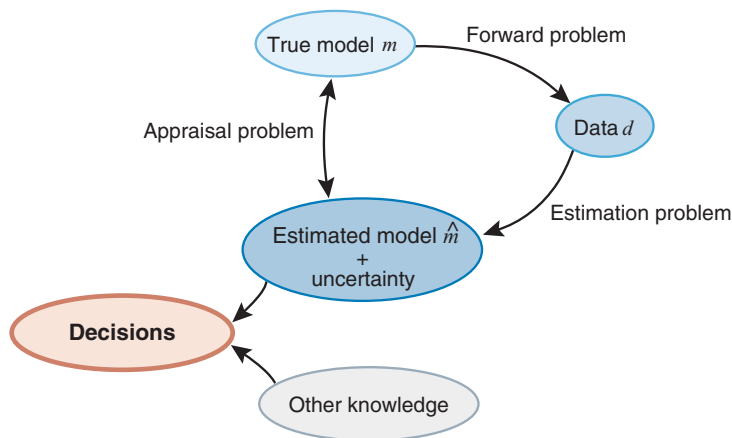 Forward problem
True model m
Data d
Appraisal problem
Estimation problem
Estimated model m̂
+
uncertainty
Decisions
Other knowledge